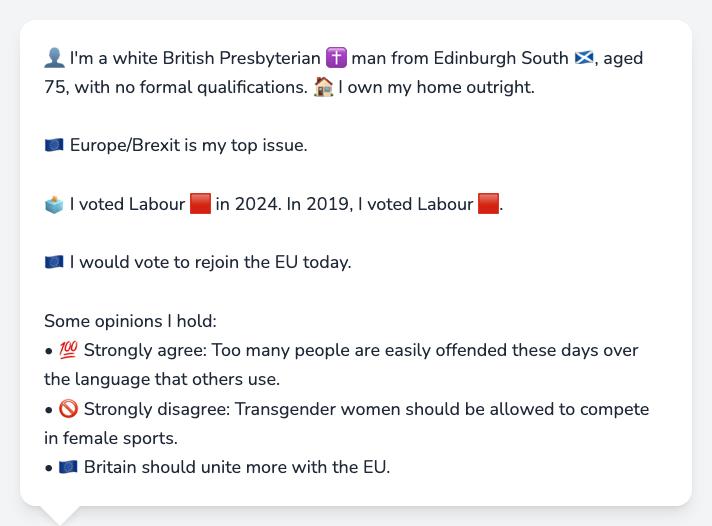 👤 I'm a white British Presbyterian ✝️ man from Edinburgh South 🏴󠁧󠁢󠁳󠁣󠁴󠁿, aged
75, with no formal qualifications. 🏠 I own my home outright.
🇪🇺 Europe/Brexit is my top issue.
🗳️ I voted Labour 🟥 in 2024. In 2019, I voted Labour 🟥.
🇪🇺 I would vote to rejoin the EU today.
Some opinions I hold:
• 💯 Strongly agree: Too many people are easily offended these days over
the language that others use.
• 🚫 Strongly disagree: Transgender women should be allowed to compete
in female sports.
• 🇪🇺 Britain should unite more with the EU.